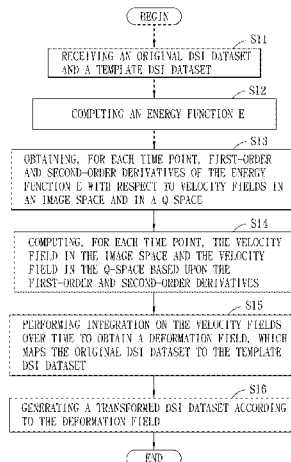 BEGIN
S11
RECEIVING AN ORIGINAL DSI DATASET
AND A TEMPLATE DSI DATASET
S12
COMPUTING AN ENERGY FUNCTION E
S13
OBTAINING, FOR EACH TIME POINT, FIRST-ORDER
AND SECOND-ORDER DERIVATIVES OF THE ENERGY
FUNCTION E WITH RESPECT TO VELOCITY FIELDS IN
AN IMAGE SPACE AND IN A Q SPACE
S14
COMPUTING, FOR EACH TIME POINT, THE VELOCITY
FIELD IN THE IMAGE SPACE AND THE VELOCITY
FIELD IN THE Q-SPACE BASED UPON THE
FIRST-ORDER AND SECOND-ORDER DERIVATIVES
S15
PERFORMING INTEGRATION ON THE VELOCITY FIELDS
OVER TIME TO OBTAIN A DEFORMATION FIELD, WHICH
MAPS THE ORIGINAL DSI DATASET TO THE TEMPLATE
DSI DATASET
S16
GENERATING A TRANSFORMED DSI DATASET ACCORDING
TO THE DEFORMATION FIELD
END